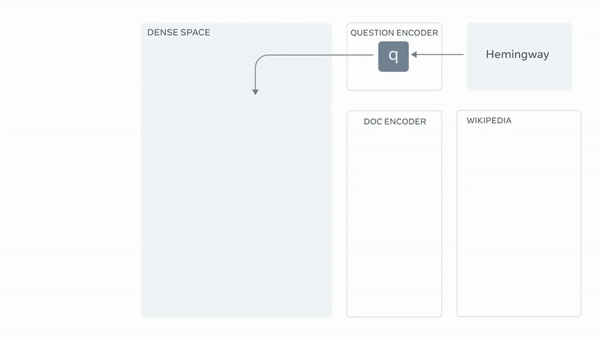 DENSE SPACE
QUESTION ENCODER
q
Hemingway
DOC ENCODER
WIKIPEDIA